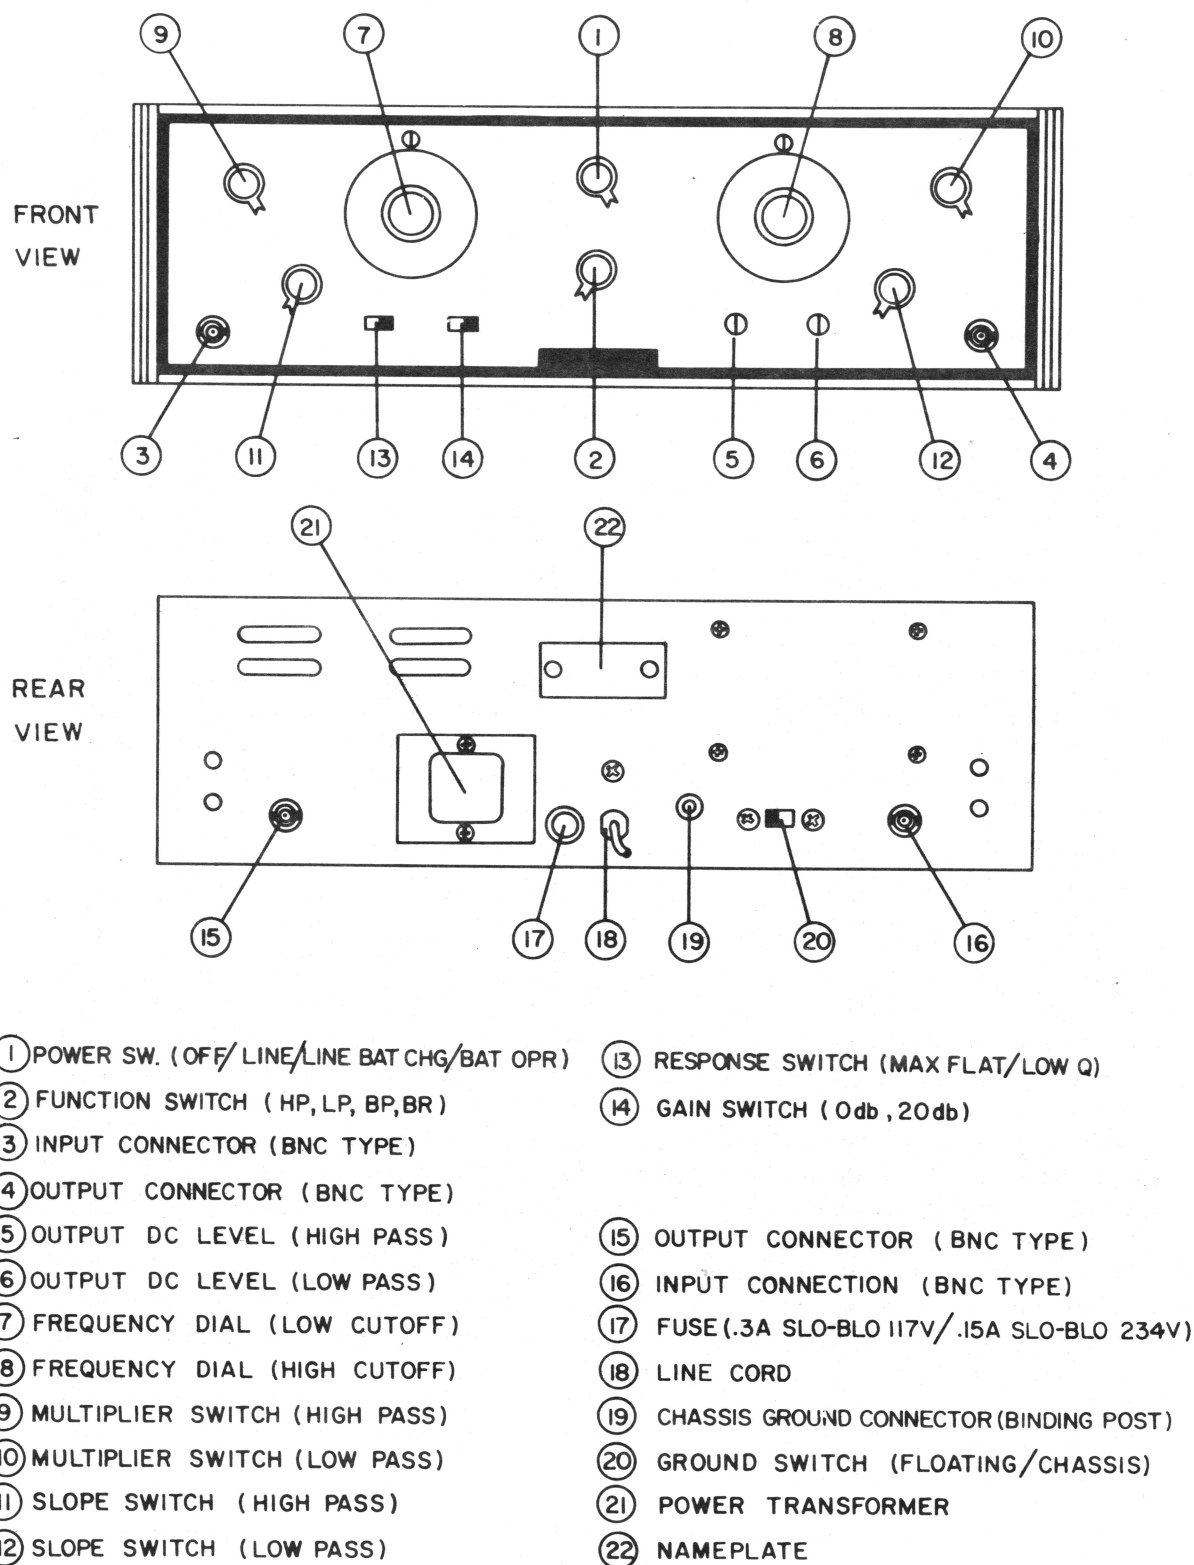 9 7 1 8 10
FRONT
VIEW
3 11 13 14 2 5 6 12 4
21 22
REAR
VIEW
15 17 18 19 20 16
1 POWER SW. (OFF/LINE/LINE BAT CHG/BAT OPR)
2 FUNCTION SWITCH (HP, LP, BP, BR)
3 INPUT CONNECTOR (BNC TYPE)
4 OUTPUT CONNECTOR (BNC TYPE)
5 OUTPUT DC LEVEL (HIGH PASS)
6 OUTPUT DC LEVEL (LOW PASS)
7 FREQUENCY DIAL (LOW CUTOFF)
8 FREQUENCY DIAL (HIGH CUTOFF)
9 MULTIPLIER SWITCH (HIGH PASS)
10 MULTIPLIER SWITCH (LOW PASS)
11 SLOPE SWITCH (HIGH PASS)
12 SLOPE SWITCH (LOW PASS)
13 RESPONSE SWITCH (MAX FLAT/LOW Q)
14 GAIN SWITCH (0db, 20db)
15 OUTPUT CONNECTOR (BNC TYPE)
16 INPUT CONNECTION (BNC TYPE)
17 FUSE (.3A SLO-BLO 117V/.15A SLO-BLO 234V)
18 LINE CORD
19 CHASSIS GROUND CONNECTOR (BINDING POST)
20 GROUND SWITCH (FLOATING/CHASSIS)
21 POWER TRANSFORMER
22 NAMEPLATE